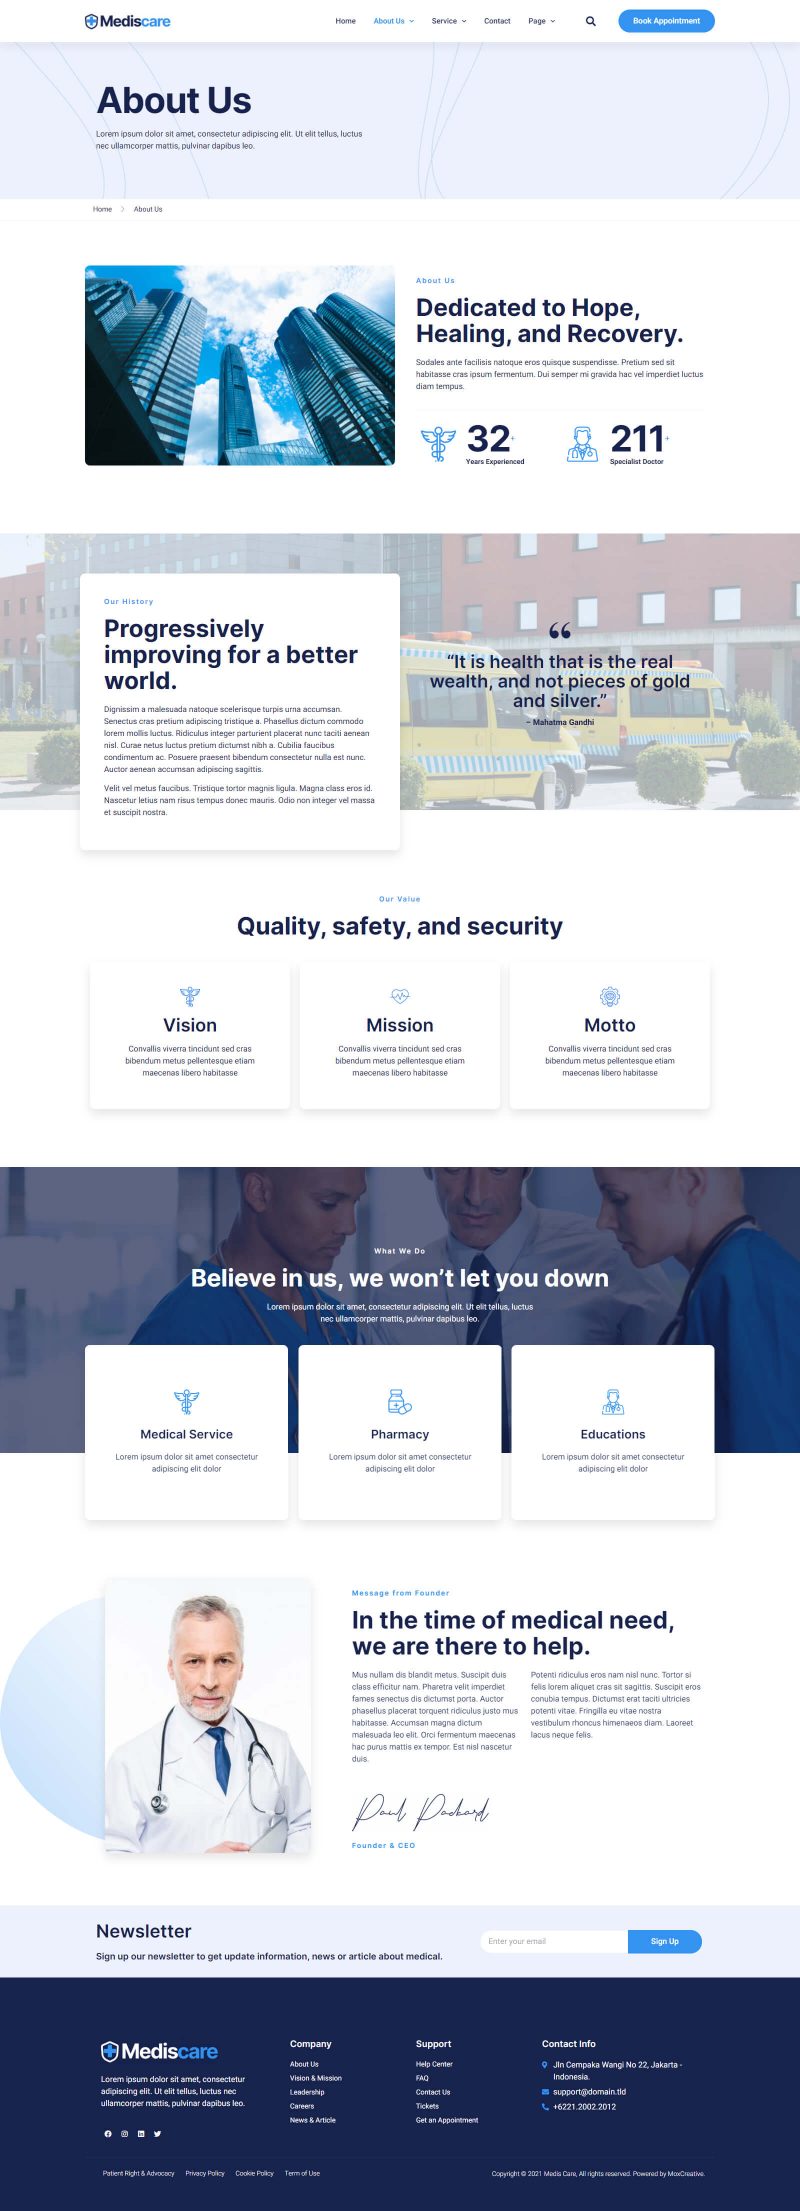 Mediscare
Home
About Us
Service
Contact
Page
Book Appointment
About Us
Lorem ipsum dolor sit amet, consectetur adipiscing elit. Ut elit tellus, luctus
nec ullamcorper mattis, pulvinar dapibus leo.
Home
About Us
About Us
Dedicated to Hope,
Healing, and Recovery.
Sodales ante facilisis natoque eros quisque suspendisse. Pretium sed sit
habitasse cras ipsum fermentum. Dui semper mi gravida hac vel imperdiet luctus
diam tempus.
32+
Years Experienced
211+
Specialist Doctor
Our History
Progressively
improving for a better
world.
Dignissim a malesuada natoque scelerisque turpis urna accumsan.
Senectus cras pretium adipiscing tristique a. Phasellus dictum commodo
lorem mollis luctus. Ridiculus integer parturient placerat nunc taciti aenean
nisl. Curae netus luctus pretium dictumst nibh a. Cubilia faucibus
condimentum ac. Posuere praesent bibendum consectetur nulla est nunc.
Auctor aenean accumsan adipiscing sagittis.
Velit vel metus faucibus. Tristique tortor magnis ligula. Magna class eros id.
Nascetur letius nam risus tempus donec mauris. Odio non integer vel massa
et suscipit nostra.
“It is health that is the real
wealth, and not pieces of gold
and silver.”
– Mahatma Gandhi
Our Value
Quality, safety, and security
Vision
Convallis viverra tincidunt sed cras
bibendum metus pellentesque etiam
maecenas libero habitasse
Mission
Convallis viverra tincidunt sed cras
bibendum metus pellentesque etiam
maecenas libero habitasse
Motto
Convallis viverra tincidunt sed cras
bibendum metus pellentesque etiam
maecenas libero habitasse
What We Do
Believe in us, we won’t let you down
Lorem ipsum dolor sit amet, consectetur adipiscing elit. Ut elit tellus, luctus
nec ullamcorper mattis, pulvinar dapibus leo.
Medical Service
Lorem ipsum dolor sit amet consectetur
adipiscing elit dolor
Pharmacy
Lorem ipsum dolor sit amet consectetur
adipiscing elit dolor
Educations
Lorem ipsum dolor sit amet consectetur
adipiscing elit dolor
Message from Founder
In the time of medical need,
we are there to help.
Mus nullam dis blandit metus. Suscipit duis
class efficitur nam. Pharetra velit imperdiet
fames senectus dis dictumst porta. Auctor
phasellus placerat torquent ridiculus justo mus
habitasse. Accumsan magna dictum
malesuada leo elit. Orci fermentum maecenas
hac purus mattis ex tempor. Est nisl nascetur
duis.
Potenti ridiculus eros nam nisl nunc. Tortor si
felis lorem aliquet cras sit sagittis. Suscipit eros
conubia tempus. Dictumst erat taciti ultricies
potenti vitae. Fringilla eu vitae nostra
vestibulum rhoncus himenaeos diam. Laoreet
lacus neque felis.
Paul Packard
Founder & CEO
Newsletter
Sign up our newsletter to get update information, news or article about medical.
Enter your email
Sign Up
Mediscare
Lorem ipsum dolor sit amet, consectetur
adipiscing elit. Ut elit tellus, luctus nec
ullamcorper mattis, pulvinar dapibus leo.
Company
About Us
Vision & Mission
Leadership
Careers
News & Article
Support
Help Center
FAQ
Contact Us
Tickets
Get an Appointment
Contact Info
Jln Cempaka Wangi No 22, Jakarta -
Indonesia.
support@domain.tld
+6221.2002.2012
Patient Right & Advocacy
Privacy Policy
Cookie Policy
Term of Use
Copyright © 2021 Medis Care, All rights reserved. Powered by MoxCreative.